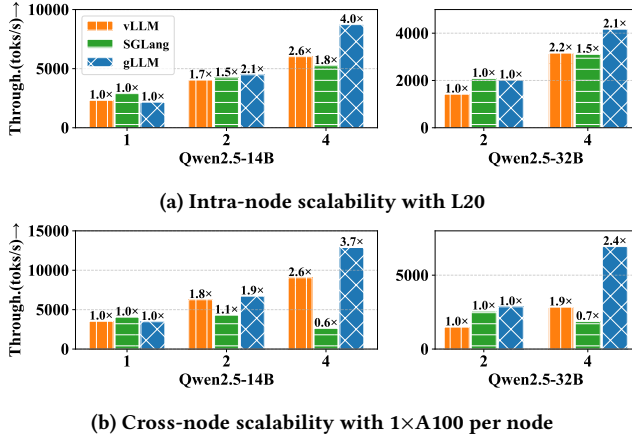 10000
7500
5000
2500
0
Through.(toks/s)→
vLLM
SGLang
gLLM
1.0× 1.0× 1.0×
1.7× 1.5× 2.1×
2.6× 1.8× 4.0×
1 2 4
Qwen2.5-14B
4000
2000
0
1.0× 1.0× 1.0×
2.2× 1.5× 2.1×
2 4
Qwen2.5-32B
(a) Intra-node scalability with L20
15000
10000
5000
0
Through.(toks/s)→
1.0× 1.0× 1.0×
1.8× 1.1× 1.9×
2.6× 0.6× 3.7×
1 2 4
Qwen2.5-14B
5000
0
1.0× 1.0× 1.0×
1.9× 0.7× 2.4×
2 4
Qwen2.5-32B
(b) Cross-node scalability with 1×A100 per node